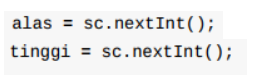 alas = sc.nextInt();
tinggi = sc.nextInt();